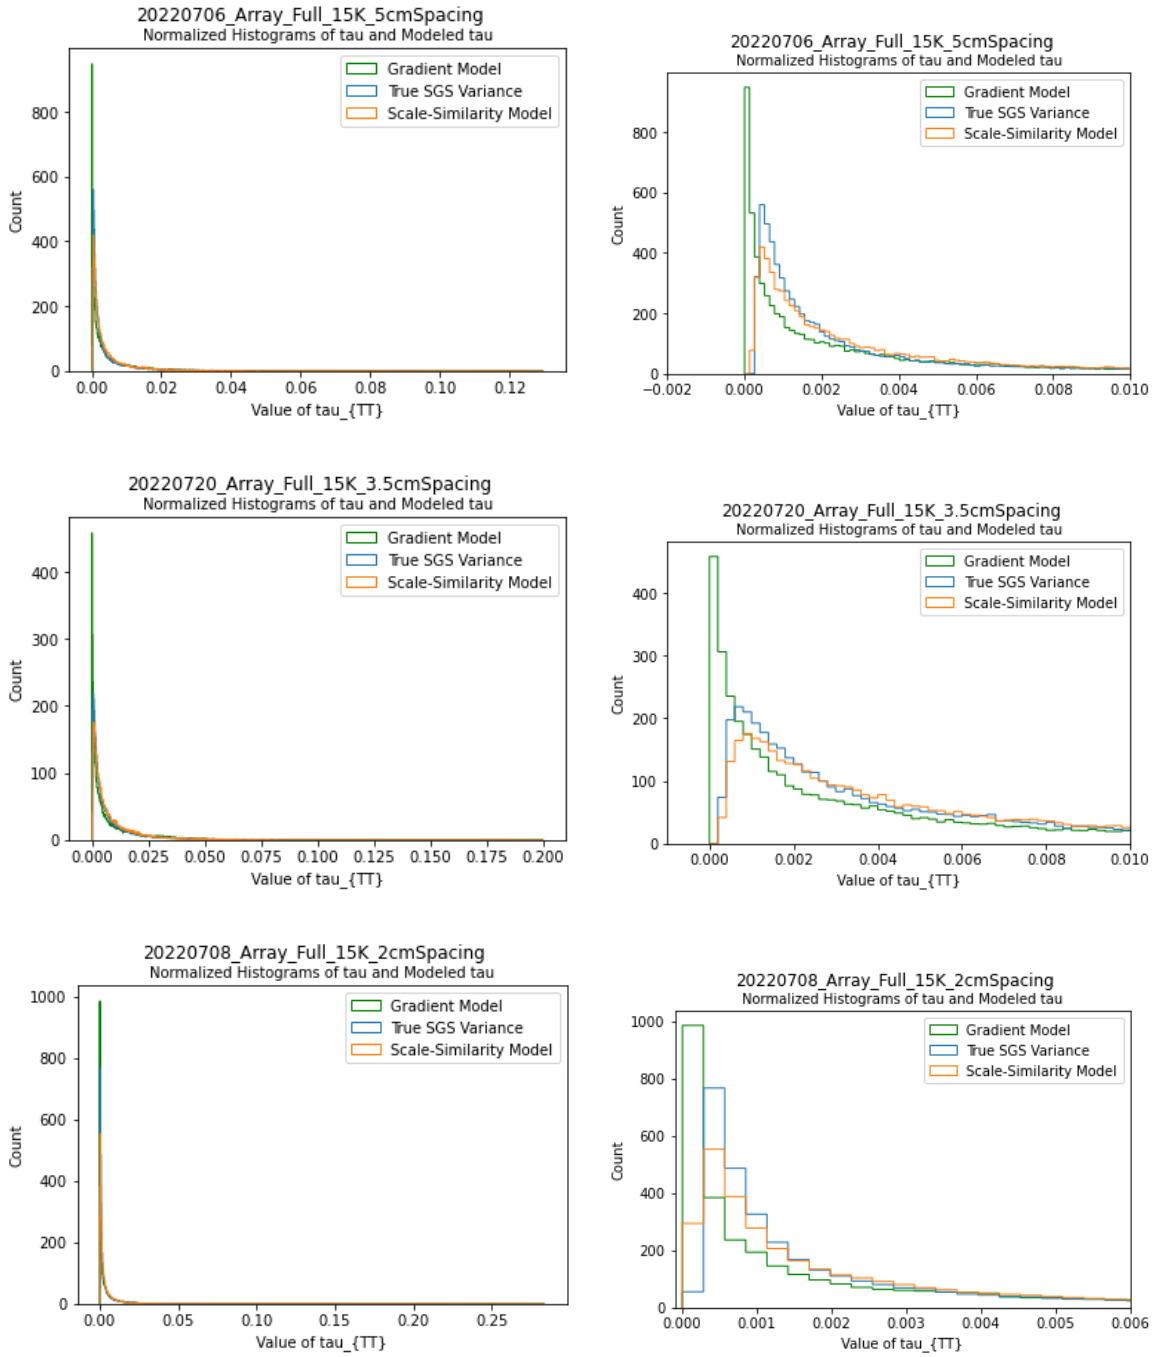 20220706_Array_Full_15K_5cmSpacing
Normalized Histograms of tau and Modeled tau
Gradient Model
True SGS Variance
Scale-Similarity Model
Count
800
600
400
200
0
0.00 0.02 0.04 0.06 0.08 0.10 0.12
Value of tau_{TT}
20220706_Array_Full_15K_5cmSpacing
Normalized Histograms of tau and Modeled tau
Gradient Model
True SGS Variance
Scale-Similarity Model
Count
800
600
400
200
0
−0.002 0.000 0.002 0.004 0.006 0.008 0.010
Value of tau_{TT}
20220720_Array_Full_15K_3.5cmSpacing
Normalized Histograms of tau and Modeled tau
Gradient Model
True SGS Variance
Scale-Similarity Model
Count
400
300
200
100
0
0.000 0.025 0.050 0.075 0.100 0.125 0.150 0.175 0.200
Value of tau_{TT}
20220720_Array_Full_15K_3.5cmSpacing
Normalized Histograms of tau and Modeled tau
Gradient Model
True SGS Variance
Scale-Similarity Model
Count
400
300
200
100
0
0.000 0.002 0.004 0.006 0.008 0.010
Value of tau_{TT}
20220708_Array_Full_15K_2cmSpacing
Normalized Histograms of tau and Modeled tau
Gradient Model
True SGS Variance
Scale-Similarity Model
Count
1000
800
600
400
200
0
0.00 0.05 0.10 0.15 0.20 0.25
Value of tau_{TT}
20220708_Array_Full_15K_2cmSpacing
Normalized Histograms of tau and Modeled tau
Gradient Model
True SGS Variance
Scale-Similarity Model
Count
1000
800
600
400
200
0
0.000 0.001 0.002 0.003 0.004 0.005 0.006
Value of tau_{TT}